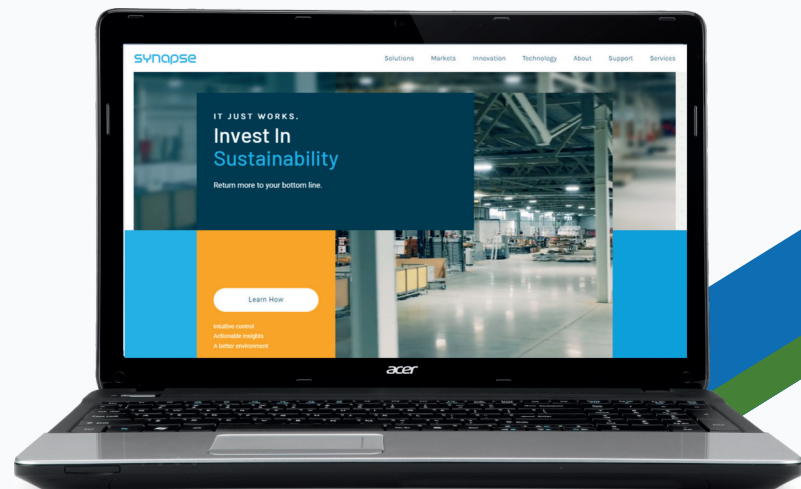 synapse
Solutions Markets Innovation Technology About Support Services
IT JUST WORKS.
Invest In
Sustainability
Return more to your bottom line.
Learn How
Intuitive control
Actionable insights
A better environment
acer